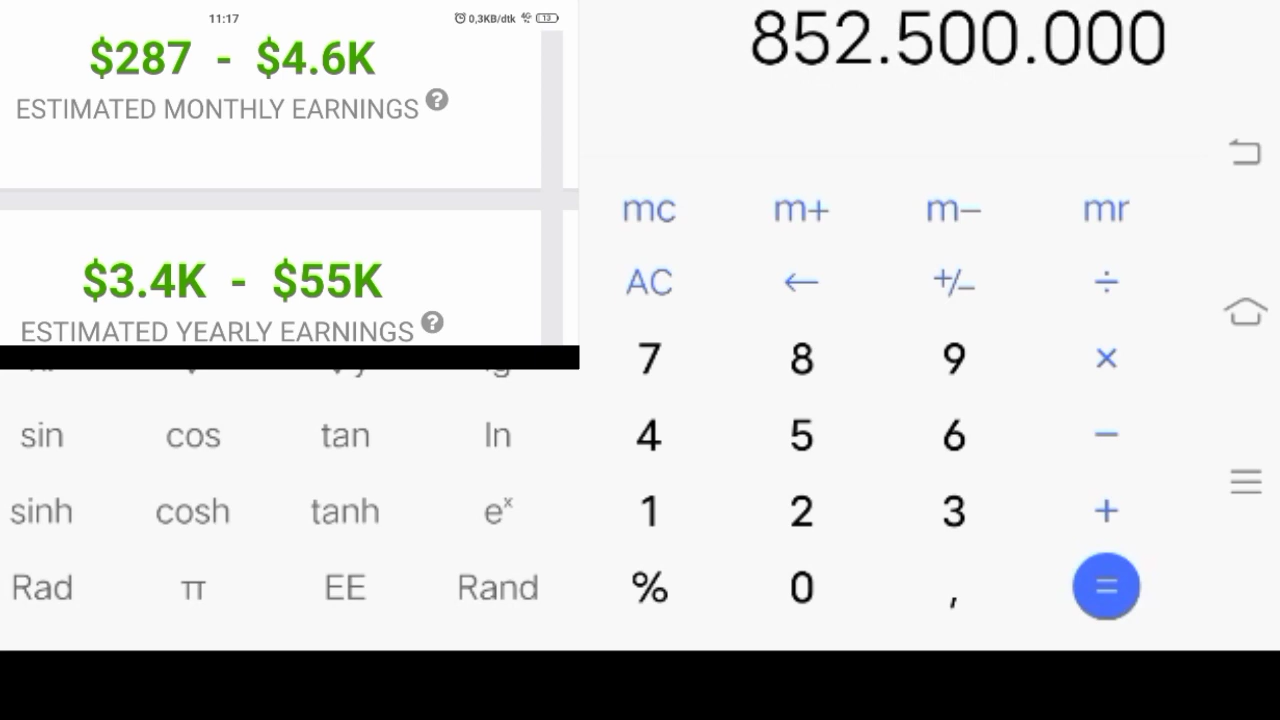 11:17 0,3KB/dtk 4G 13
$287 - $4.6K
ESTIMATED MONTHLY EARNINGS ?
$3.4K - $55K
ESTIMATED YEARLY EARNINGS ?
852.500.000
mc m+ m− mr
AC ← +/− ÷
7 8 9 ×
sin cos tan ln 4 5 6 −
sinh cosh tanh eˣ 1 2 3 +
Rad π EE Rand % 0 , =